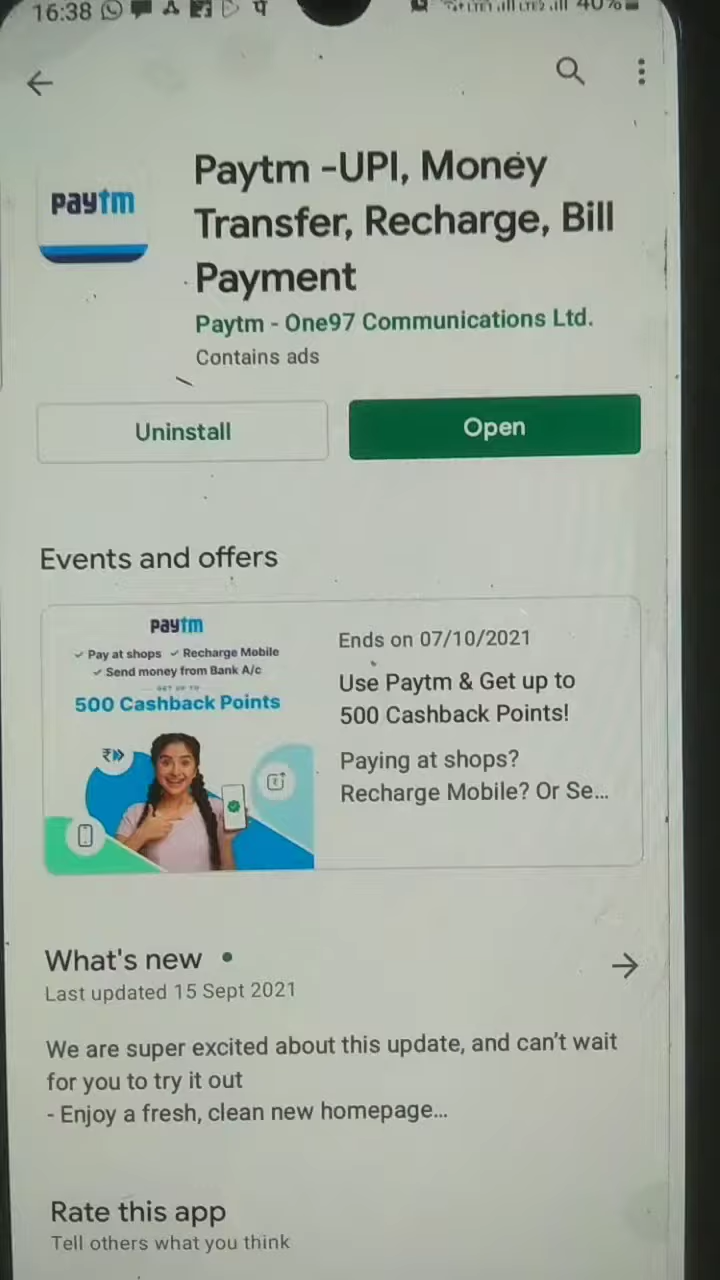 16:38
40%
paytm
Paytm -UPI, Money
Transfer, Recharge, Bill
Payment
Paytm - One97 Communications Ltd.
Contains ads
Uninstall
Open
Events and offers
paytm
✓ Pay at shops ✓ Recharge Mobile
✓ Send money from Bank A/c
GET UP TO
500 Cashback Points
Ends on 07/10/2021
Use Paytm & Get up to
500 Cashback Points!
Paying at shops?
Recharge Mobile? Or Se...
What's new
Last updated 15 Sept 2021
We are super excited about this update, and can't wait
for you to try it out
- Enjoy a fresh, clean new homepage...
Rate this app
Tell others what you think